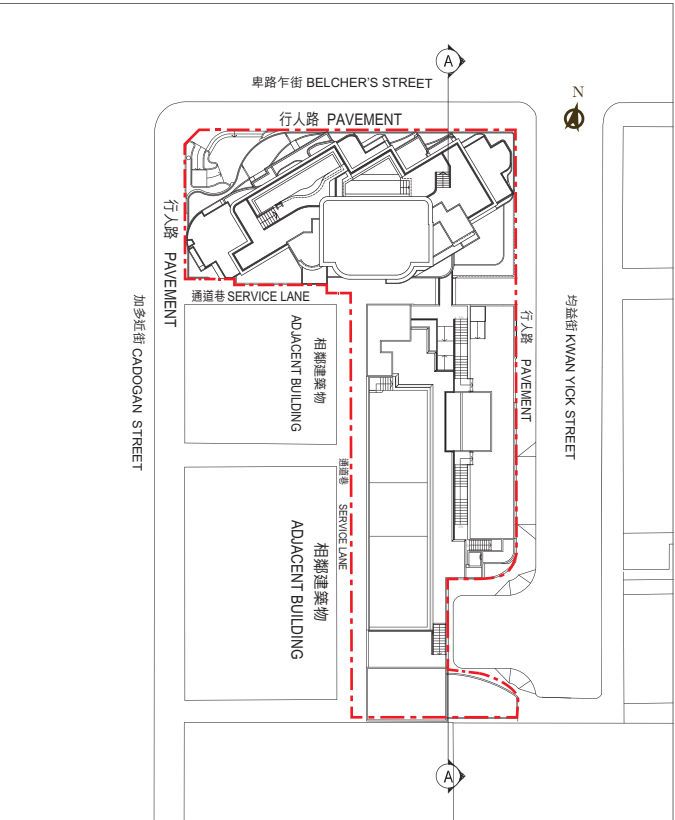 A
卑路乍街 BELCHER'S STREET
N
行人路 PAVEMENT
行人路 PAVEMENT
通道巷 SERVICE LANE
加多近街 CADOGAN STREET
相鄰建築物
ADJACENT BUILDING
行人路 PAVEMENT
均益街 KWAN YICK STREET
通道巷 SERVICE LANE
相鄰建築物
ADJACENT BUILDING
A